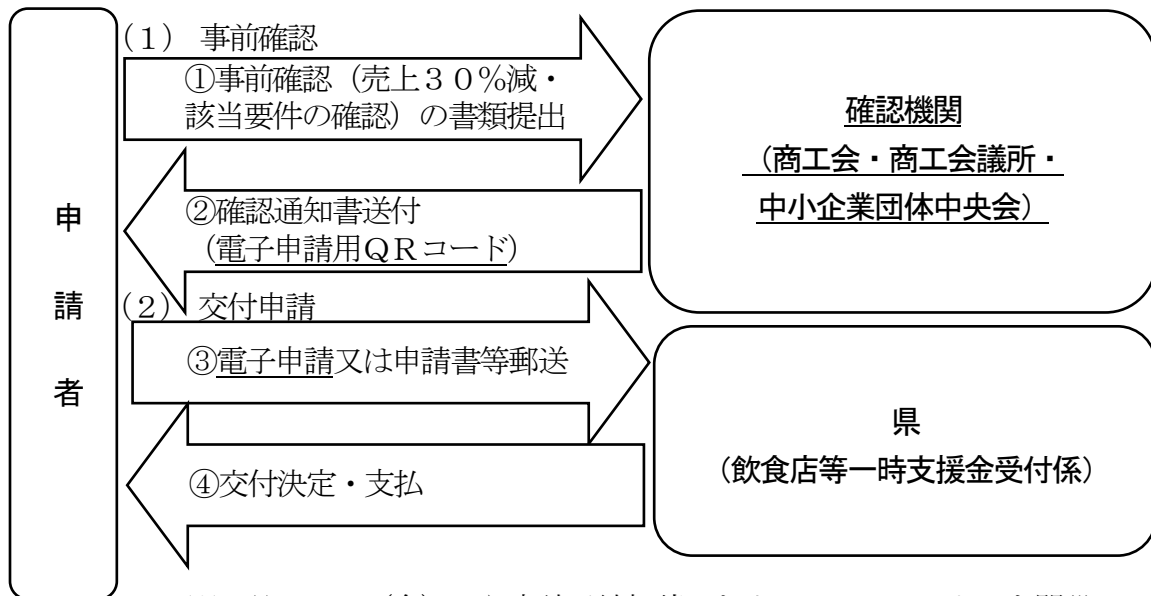 申請者
（１）　事前確認
①事前確認（売上３０％減・
該当要件の確認）の書類提出
確認機関
（商工会・商工会議所・
中小企業団体中央会）
②確認通知書送付
（電子申請用ＱＲコード）
（２）　交付申請
③電子申請又は申請書等郵送
県
（飲食店等一時支援金受付係）
④交付決定・支払